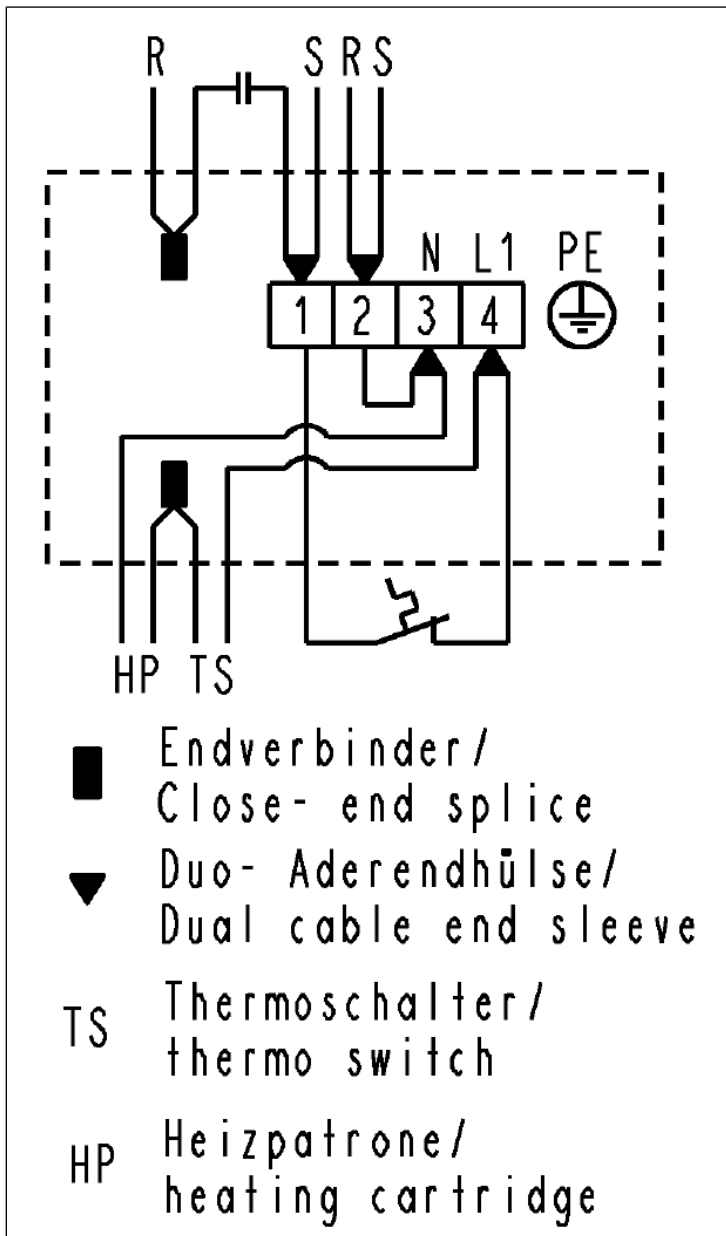 R S R S
N L1 PE
1 2 3 4
HP TS
Endverbinder/
Close- end splice
Duo- Aderendhülse/
Dual cable end sleeve
TS Thermoschalter/
thermo switch
HP Heizpatrone/
heating cartridge